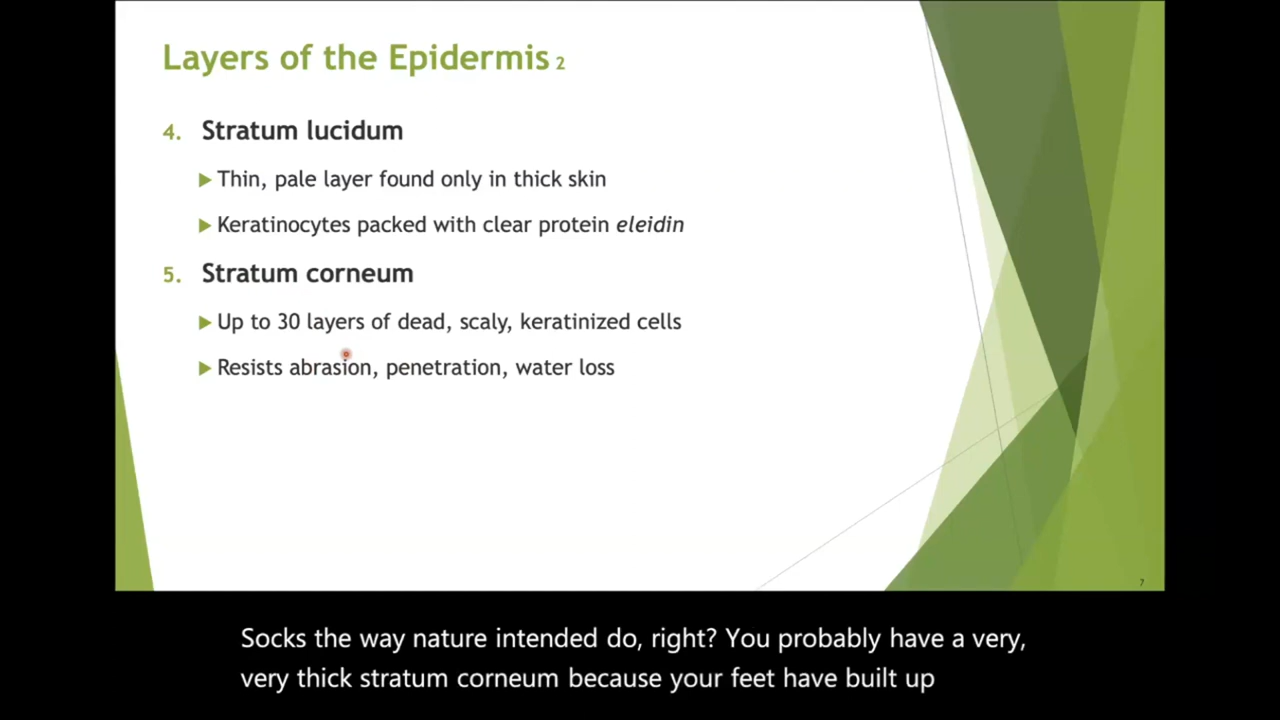 Layers of the Epidermis 2
4. Stratum lucidum
Thin, pale layer found only in thick skin
Keratinocytes packed with clear protein eleidin
5. Stratum corneum
Up to 30 layers of dead, scaly, keratinized cells
Resists abrasion, penetration, water loss
7
Socks the way nature intended do, right? You probably have a very,
very thick stratum corneum because your feet have built up